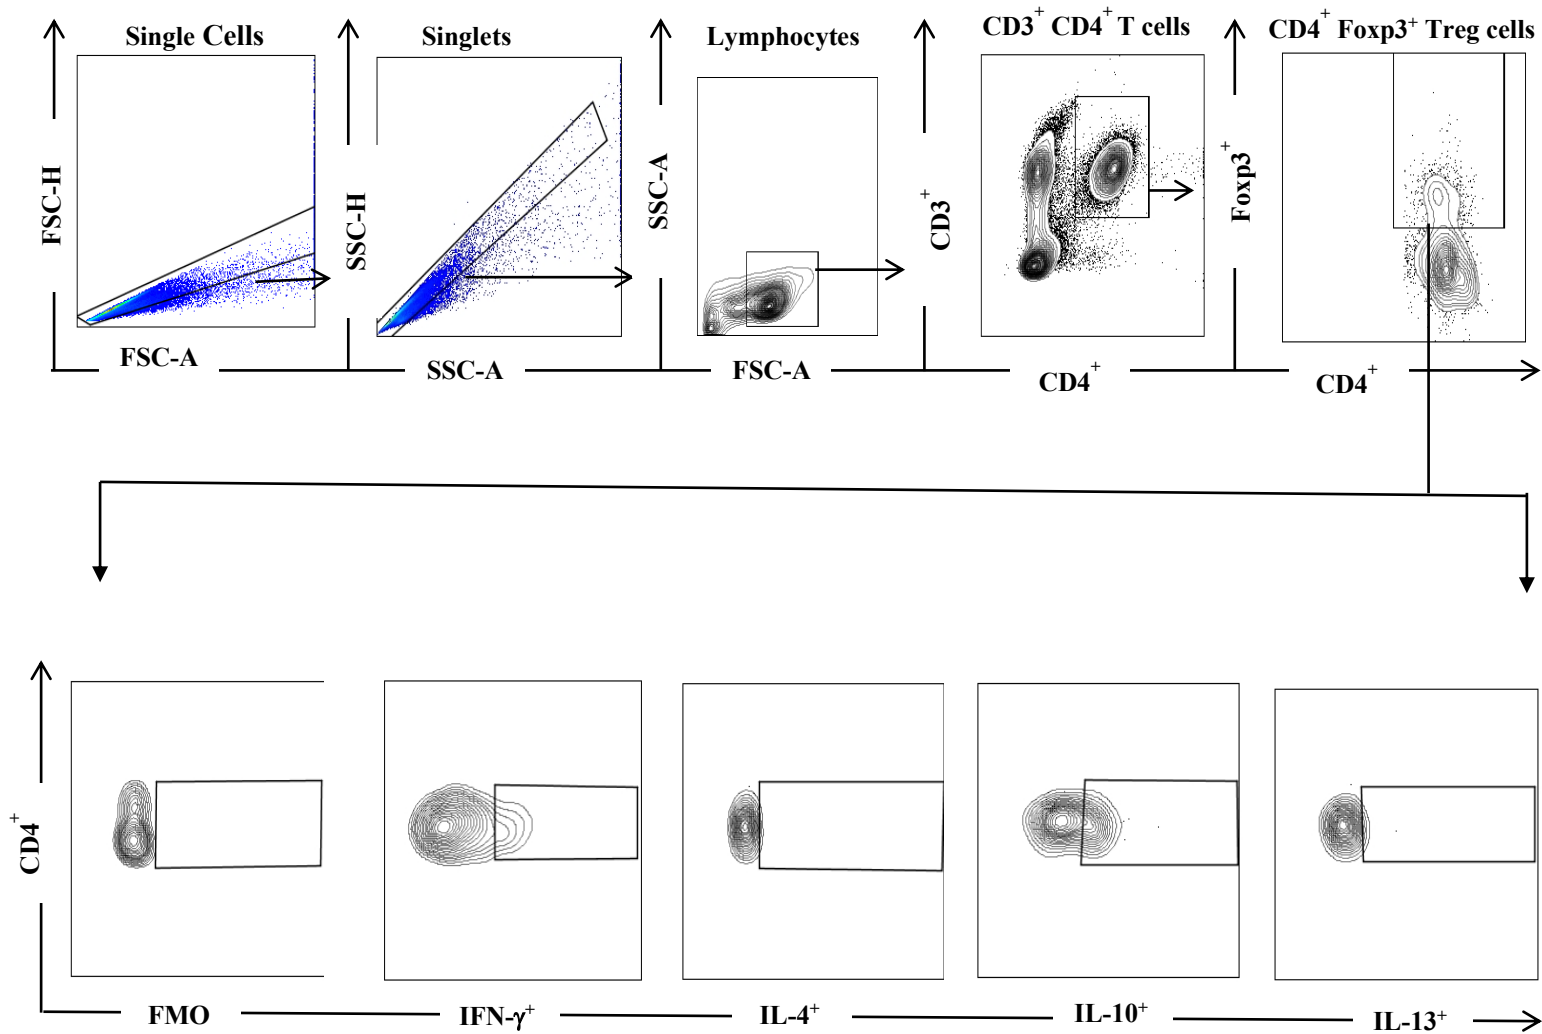 Single Cells
Singlets
Lymphocytes
CD3⁺ CD4⁺ T cells
CD4⁺ Foxp3⁺ Treg cells
FSC-H
SSC-H
SSC-A
CD3⁺
Foxp3⁺
FSC-A
SSC-A
FSC-A
CD4⁺
CD4⁺
CD4⁺
FMO
IFN-γ⁺
IL-4⁺
IL-10⁺
IL-13⁺